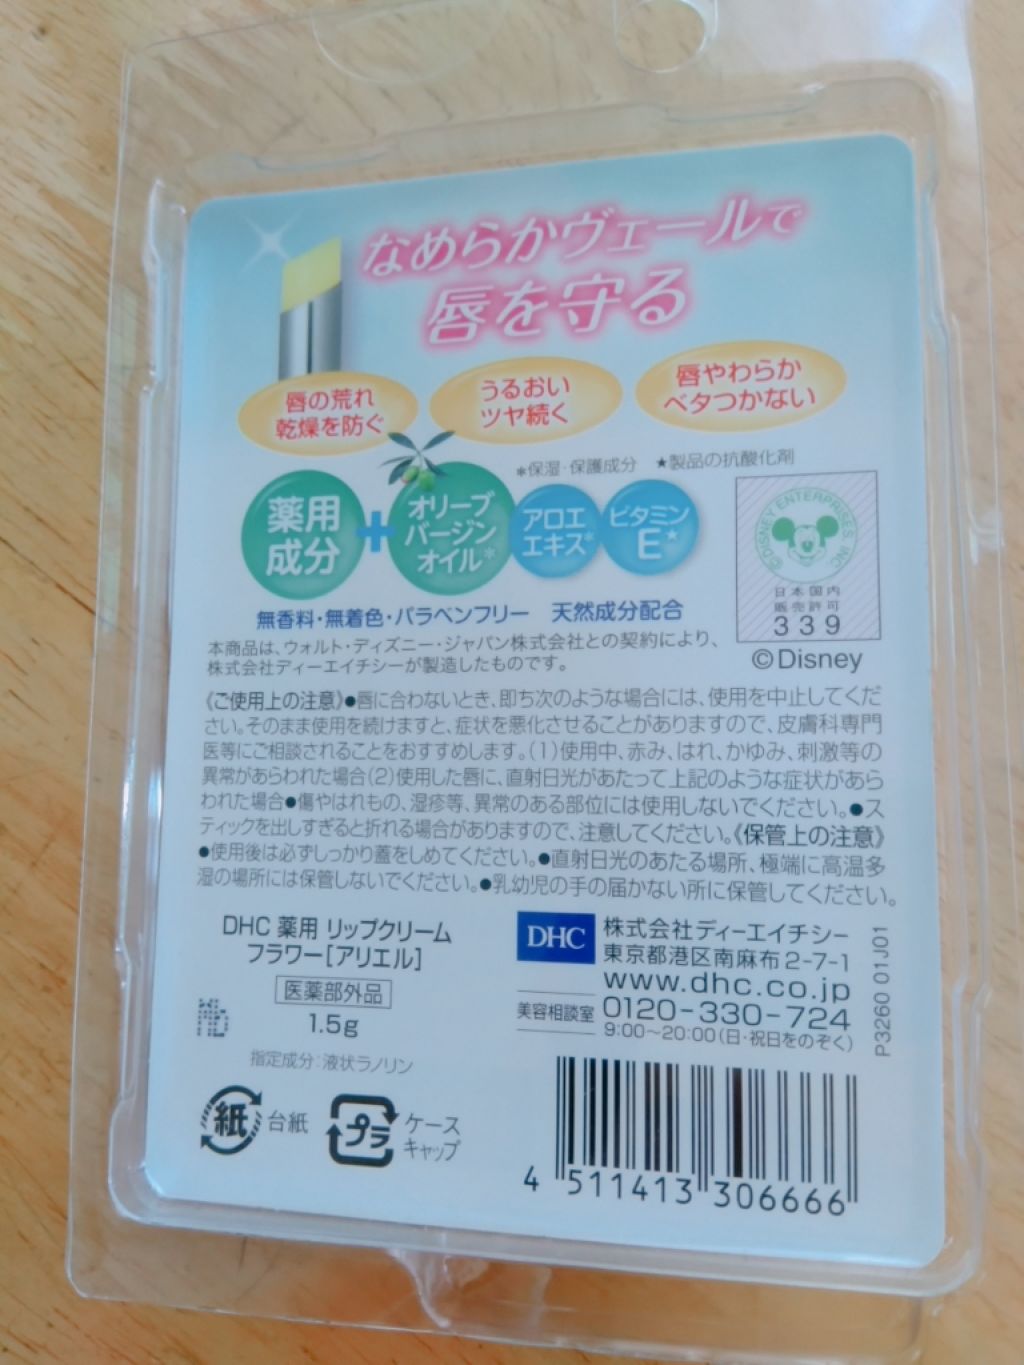 なめらかヴェールで
唇を守る
唇の荒れ
乾燥を防ぐ
うるおい
ツヤ続く
唇やわらか
ベタつかない
*保湿・保護成分 ★製品の抗酸化剤
薬用
成分
+
オリーブ
バージン
オイル*
アロエ
エキス*
ビタミン
E★
©DISNEY ENTERPRISES, INC
日本国内
販売許可
339
©Disney
無香料・無着色・パラベンフリー 天然成分配合
本商品は、ウォルト・ディズニー・ジャパン株式会社との契約により、
株式会社ディーエイチシーが製造したものです。
《ご使用上の注意》●唇に合わないとき、即ち次のような場合には、使用を中止してくだ
さい。そのまま使用を続けますと、症状を悪化させることがありますので、皮膚科専門
医等にご相談されることをおすすめします。(1)使用中、赤み、はれ、かゆみ、刺激等の
異常があらわれた場合(2)使用した唇に、直射日光があたって上記のような症状があら
われた場合●傷やはれもの、湿疹等、異常のある部位には使用しないでください。●ス
ティックを出しすぎると折れる場合がありますので、注意してください。《保管上の注意》
●使用後は必ずしっかり蓋をしめてください。●直射日光のあたる場所、極端に高温多
湿の場所には保管しないでください。●乳幼児の手の届かない所に保管してください。
DHC 薬用 リップクリーム
フラワー[アリエル]
医薬部外品
1.5g
指定成分:液状ラノリン
紙 台紙
プラ ケース
キャップ
DHC 株式会社ディーエイチシー
東京都港区南麻布2-7-1
www.dhc.co.jp
美容相談室 0120-330-724
9:00~20:00(日・祝日をのぞく)
P3260 01J01
4 511413 306666